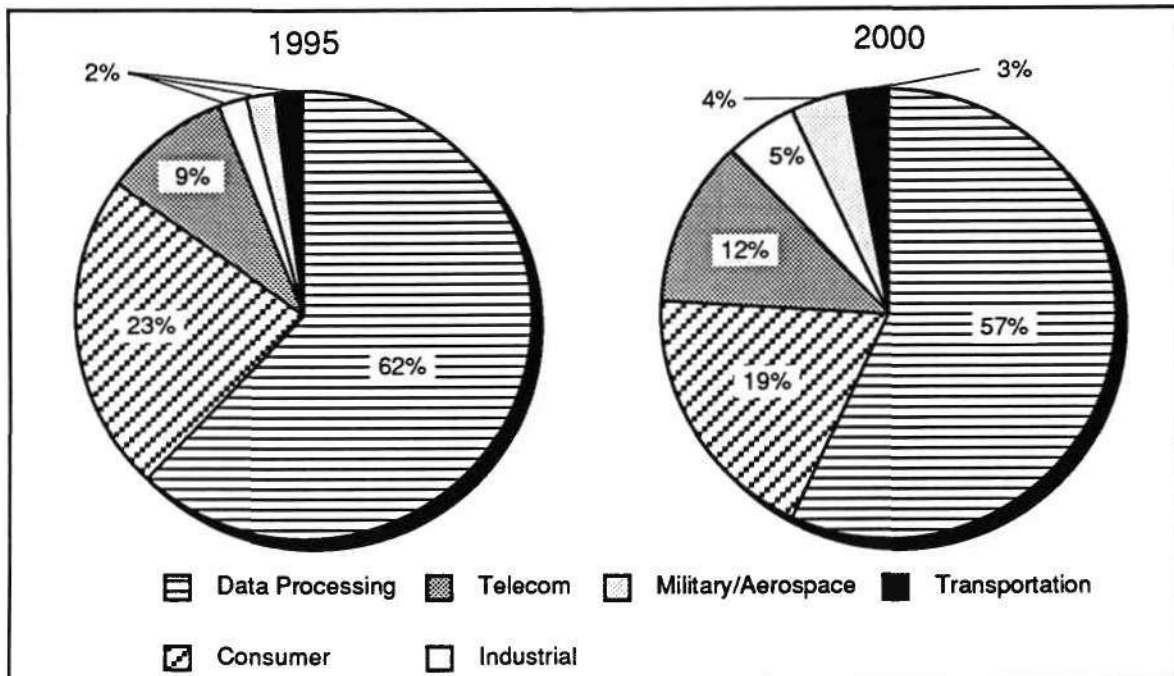 1995
2000
2%
3%
4%
9%
5%
12%
23%
62%
57%
19%
Data Processing
Telecom
Military/Aerospace
Transportation
Consumer
Industrial